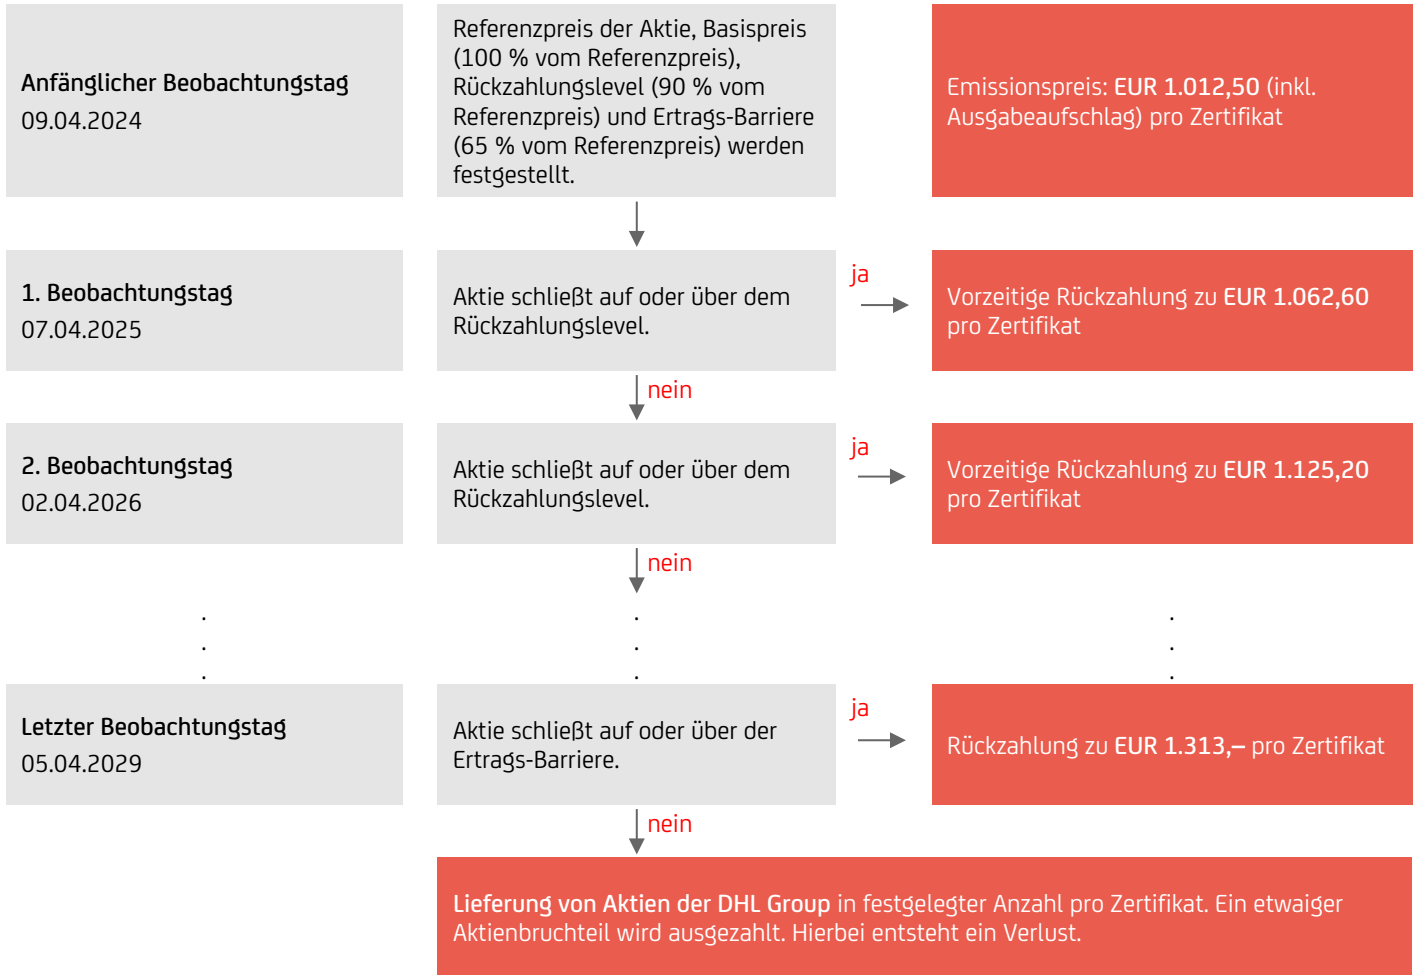 Anfänglicher Beobachtungstag
09.04.2024
Referenzpreis der Aktie, Basispreis
(100 % vom Referenzpreis),
Rückzahlungslevel (90 % vom
Referenzpreis) und Ertrags-Barriere
(65 % vom Referenzpreis) werden
festgestellt.
Emissionspreis: EUR 1.012,50 (inkl.
Ausgabeaufschlag) pro Zertifikat
1. Beobachtungstag
07.04.2025
Aktie schließt auf oder über dem
Rückzahlungslevel.
ja
Vorzeitige Rückzahlung zu EUR 1.062,60
pro Zertifikat
nein
2. Beobachtungstag
02.04.2026
Aktie schließt auf oder über dem
Rückzahlungslevel.
ja
Vorzeitige Rückzahlung zu EUR 1.125,20
pro Zertifikat
nein
. . .
. . .
. . .
Letzter Beobachtungstag
05.04.2029
Aktie schließt auf oder über der
Ertrags-Barriere.
ja
Rückzahlung zu EUR 1.313,– pro Zertifikat
nein
Lieferung von Aktien der DHL Group in festgelegter Anzahl pro Zertifikat. Ein etwaiger
Aktienbruchteil wird ausgezahlt. Hierbei entsteht ein Verlust.